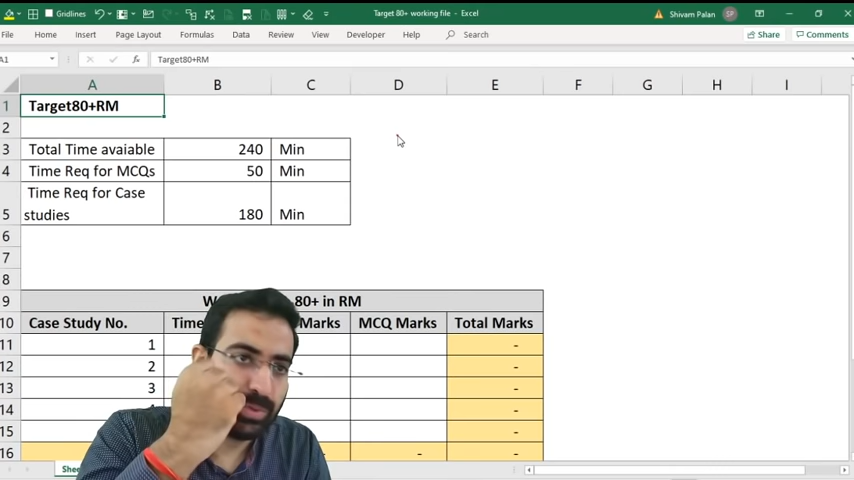 Gridlines
Target 80+ working file - Excel
Shivam Palan
SP
File Home Insert Page Layout Formulas Data Review View Developer Help Search Share Comments
A1 fx Target80+RM
A B C D E F G H I
1 Target80+RM
2
3 Total Time avaiable 240 Min
4 Time Req for MCQs 50 Min
Time Req for Case
5 studies 180 Min
6
7
8
9 80+ in RM
10 Case Study No. Time Marks MCQ Marks Total Marks
11 1 -
12 2 -
13 3 -
14 -
15 -
16 - - -